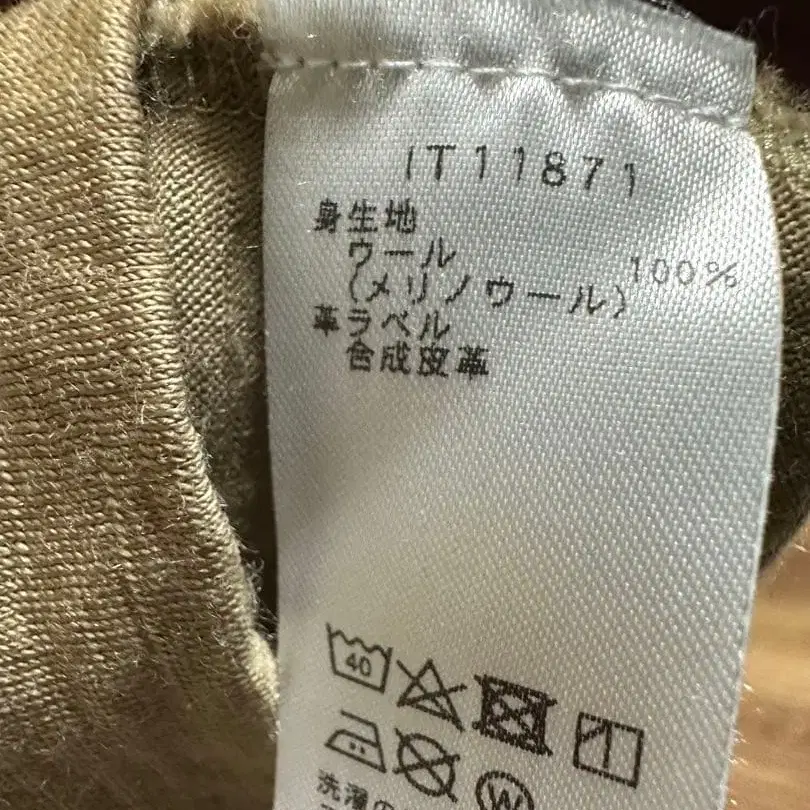 IT11871
身生地
ウール
(メリノウール) 100%
革ラベル
合成皮革
40
W
洗濯の